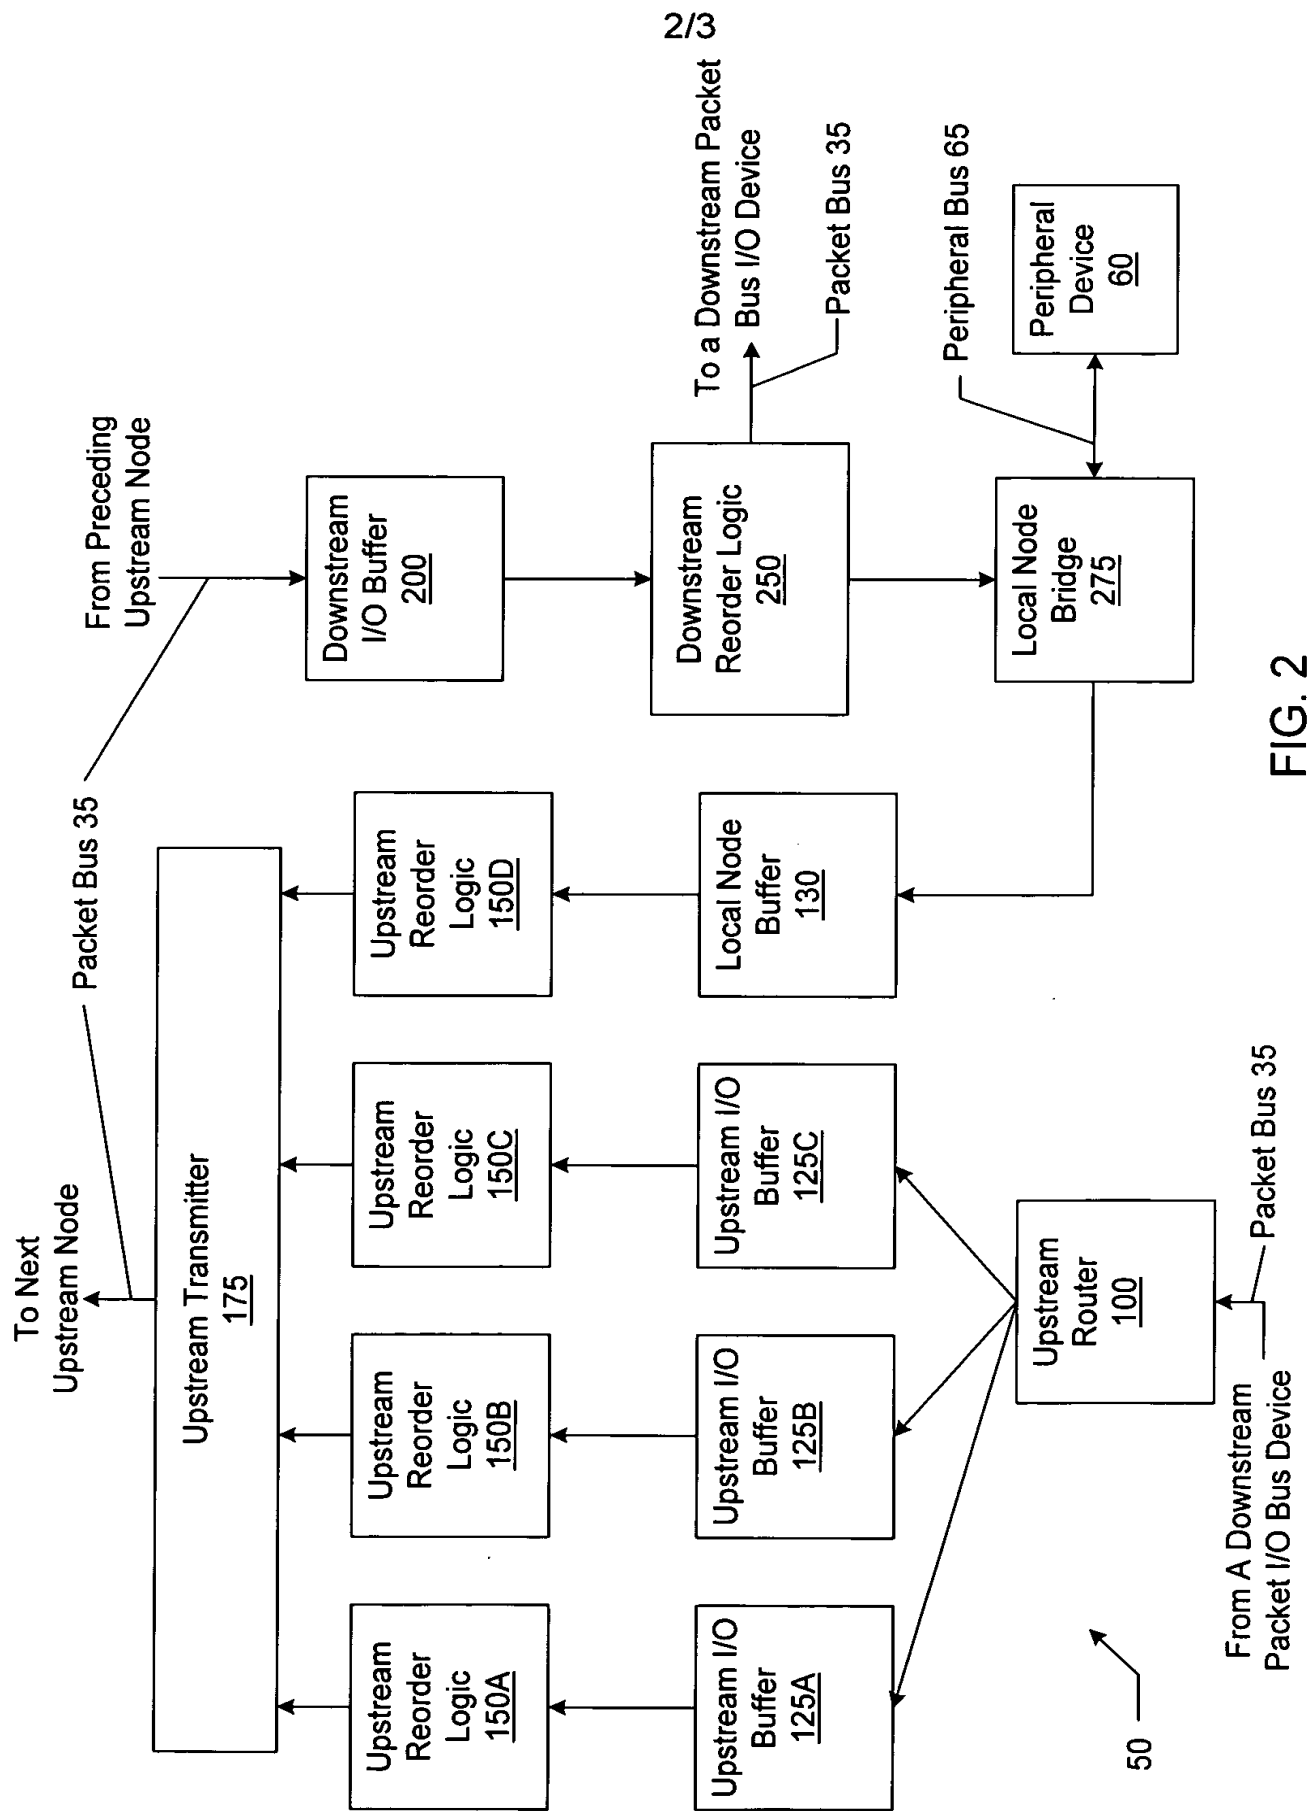 2/3
To Next
Upstream Node
Packet Bus 35
From Preceding
Upstream Node
Upstream Transmitter
175
Upstream
Reorder
Logic
150A
Upstream
Reorder
Logic
150B
Upstream
Reorder
Logic
150C
Upstream
Reorder
Logic
150D
Downstream
I/O Buffer
200
Upstream I/O
Buffer
125A
Upstream I/O
Buffer
125B
Upstream I/O
Buffer
125C
Local Node
Buffer
130
Downstream
Reorder Logic
250
To a Downstream Packet
Bus I/O Device
Packet Bus 35
Upstream
Router
100
Local Node
Bridge
275
Peripheral Bus 65
Peripheral
Device
60
50
From A Downstream
Packet I/O Bus Device
Packet Bus 35
FIG. 2